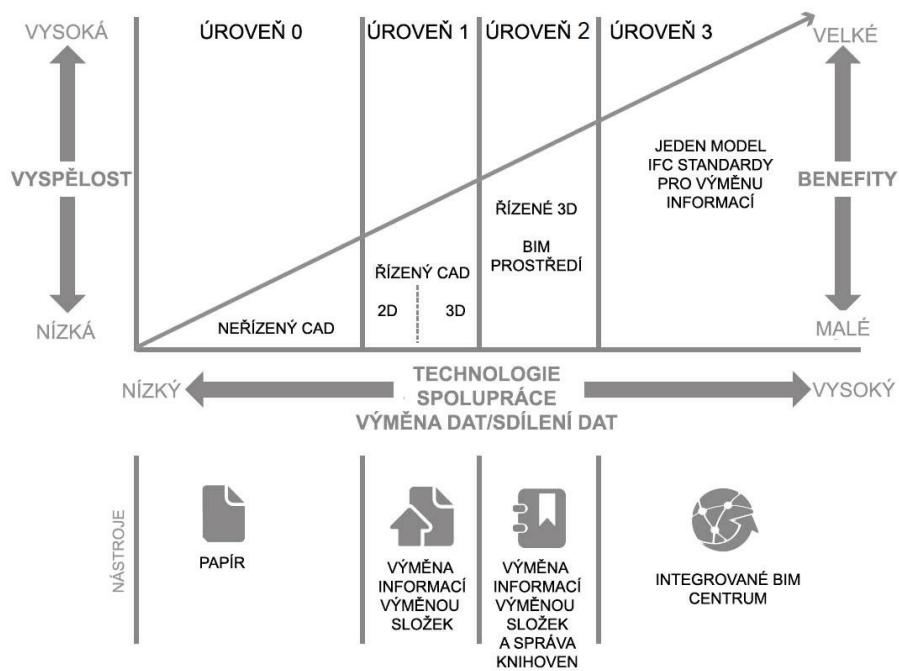 VYSOKÁ
ÚROVEŇ 0
ÚROVEŇ 1
ÚROVEŇ 2
ÚROVEŇ 3
VELKÉ
VYSPĚLOST
BENEFITY
JEDEN MODEL
IFC STANDARDY
PRO VÝMĚNU
INFORMACÍ
ŘÍZENÉ 3D
BIM
PROSTŘEDÍ
ŘÍZENÝ CAD
2D
3D
NEŘÍZENÝ CAD
NÍZKÁ
MALÉ
NÍZKÝ
TECHNOLOGIE
SPOLUPRÁCE
VÝMĚNA DAT/SDÍLENÍ DAT
VYSOKÝ
NÁSTROJE
PAPÍR
VÝMĚNA
INFORMACÍ
VÝMĚNOU
SLOŽEK
VÝMĚNA
INFORMACÍ
VÝMĚNOU
SLOŽEK
A SPRÁVA
KNIHOVEN
INTEGROVANÉ BIM
CENTRUM